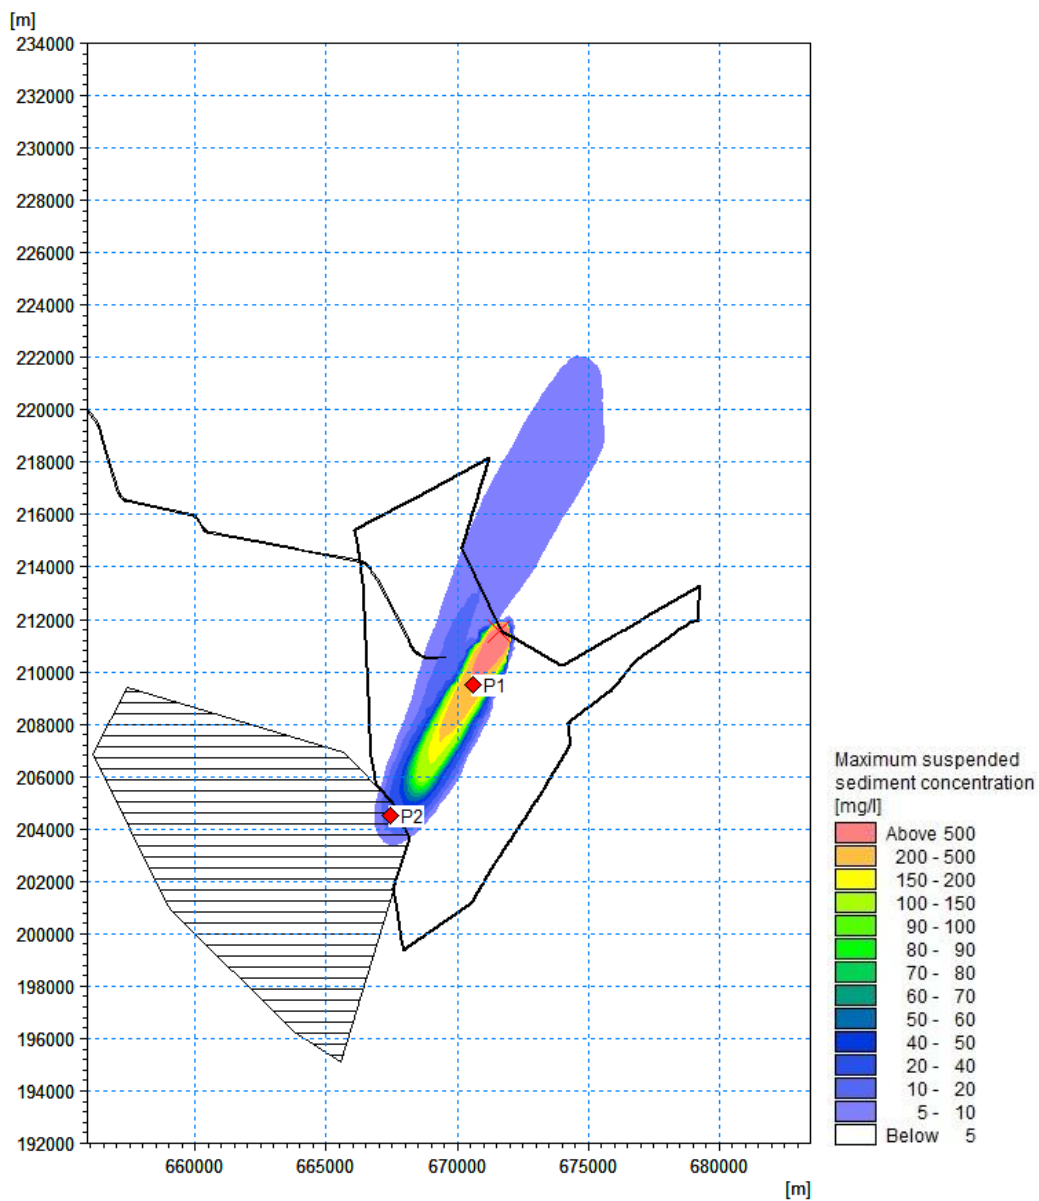 [m]
234000
232000
230000
228000
226000
224000
222000
220000
218000
216000
214000
212000
210000
208000
206000
204000
202000
200000
198000
196000
194000
192000
660000
665000
670000
675000
680000
[m]
P1
P2
Maximum suspended
sediment concentration
[mg/l]
Above 500
200 - 500
150 - 200
100 - 150
90 - 100
80 - 90
70 - 80
60 - 70
50 - 60
40 - 50
20 - 40
10 - 20
5 - 10
Below 5